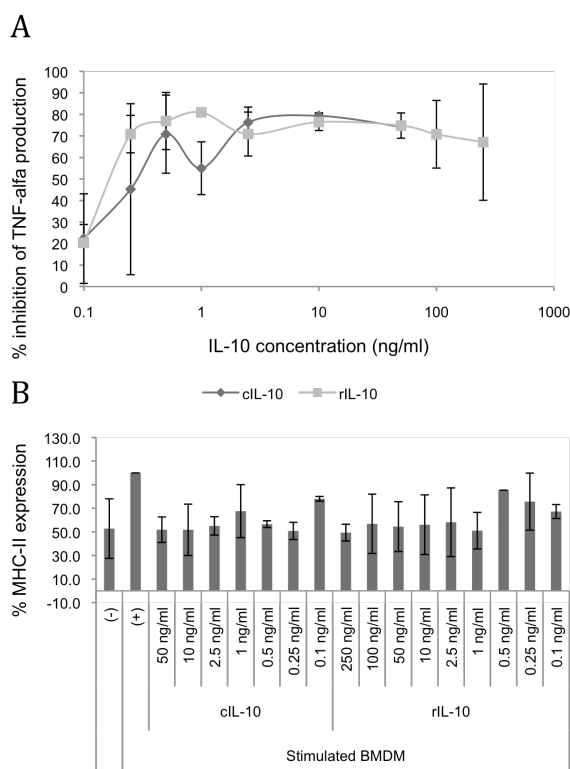 A
% inhibition of TNF-alfa production
100
90
80
70
60
50
40
30
20
10
0
0.1
1
10
100
1000
IL-10 concentration (ng/ml)
cIL-10
rIL-10
B
% MHC-II expression
130.0
110.0
90.0
70.0
50.0
30.0
10.0
-10.0
(-)
(+)
50 ng/ml
10 ng/ml
2.5 ng/ml
1 ng/ml
0.5 ng/ml
0.25 ng/ml
0.1 ng/ml
250 ng/ml
100 ng/ml
50 ng/ml
10 ng/ml
2.5 ng/ml
1 ng/ml
0.5 ng/ml
0.25 ng/ml
0.1 ng/ml
cIL-10
rIL-10
Stimulated BMDM